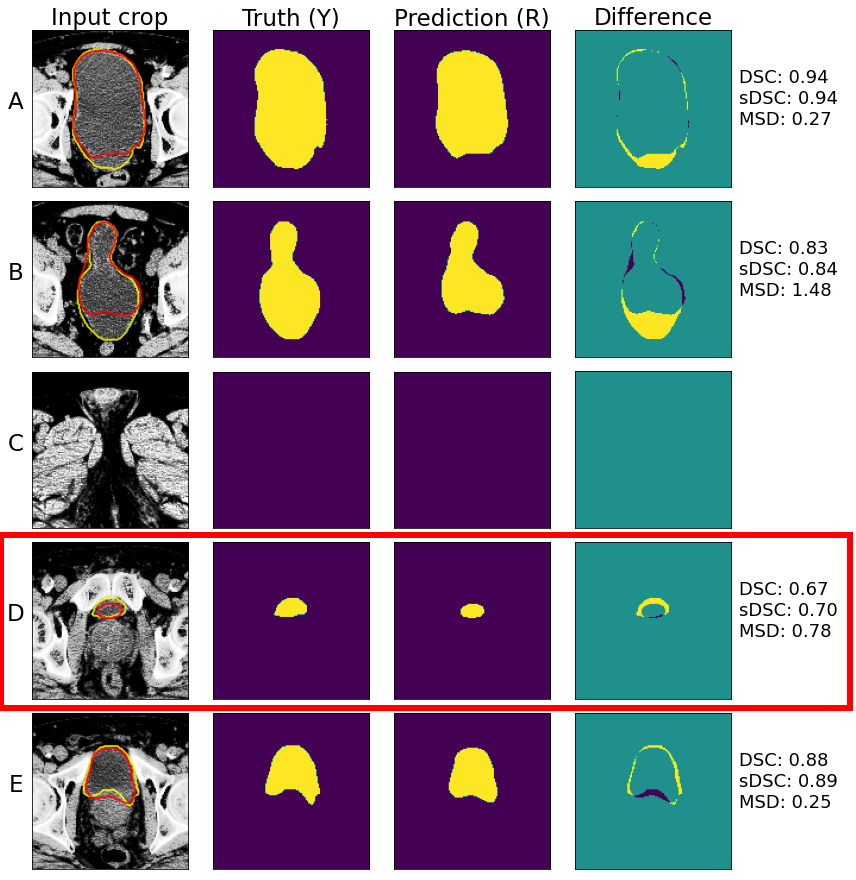 Input crop
Truth (Y)
Prediction (R)
Difference
A
DSC: 0.94
sDSC: 0.94
MSD: 0.27
B
DSC: 0.83
sDSC: 0.84
MSD: 1.48
C
D
DSC: 0.67
sDSC: 0.70
MSD: 0.78
E
DSC: 0.88
sDSC: 0.89
MSD: 0.25